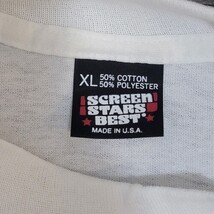 XL 50% COTTON
50% POLYESTER
SCREEN
STARS
BEST
MADE IN U.S.A.